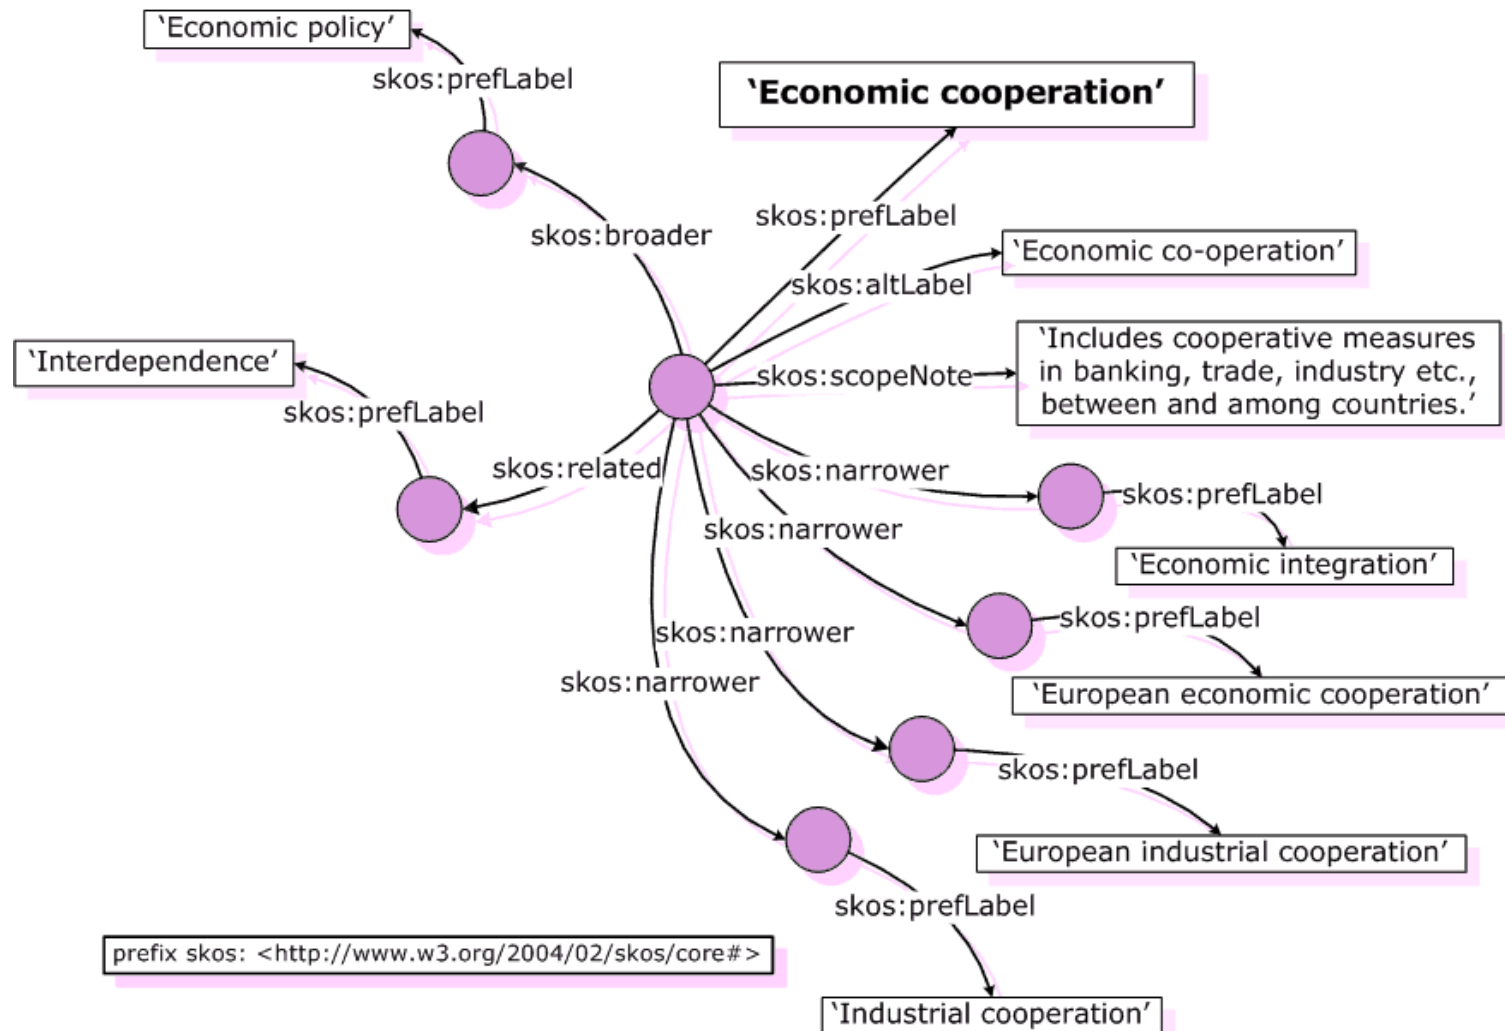 ‘Economic policy’
skos:prefLabel
‘Economic cooperation’
skos:prefLabel
skos:broader
‘Economic co-operation’
skos:altLabel
‘Includes cooperative measures
in banking, trade, industry etc.,
between and among countries.’
skos:scopeNote
‘Interdependence’
skos:prefLabel
skos:related
skos:narrower
skos:prefLabel
‘Economic integration’
skos:narrower
skos:prefLabel
‘European economic cooperation’
skos:narrower
skos:prefLabel
‘European industrial cooperation’
skos:narrower
skos:prefLabel
‘Industrial cooperation’
prefix skos: <http://www.w3.org/2004/02/skos/core#>